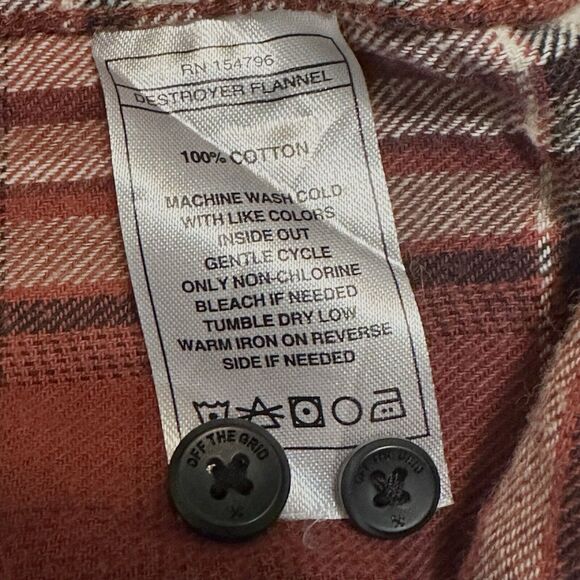 RN 154796
DESTROYER FLANNEL
100% COTTON
MACHINE WASH COLD
WITH LIKE COLORS
INSIDE OUT
GENTLE CYCLE
ONLY NON-CHLORINE
BLEACH IF NEEDED
TUMBLE DRY LOW
WARM IRON ON REVERSE
SIDE IF NEEDED
OFF THE GRID
OFF THE GRID